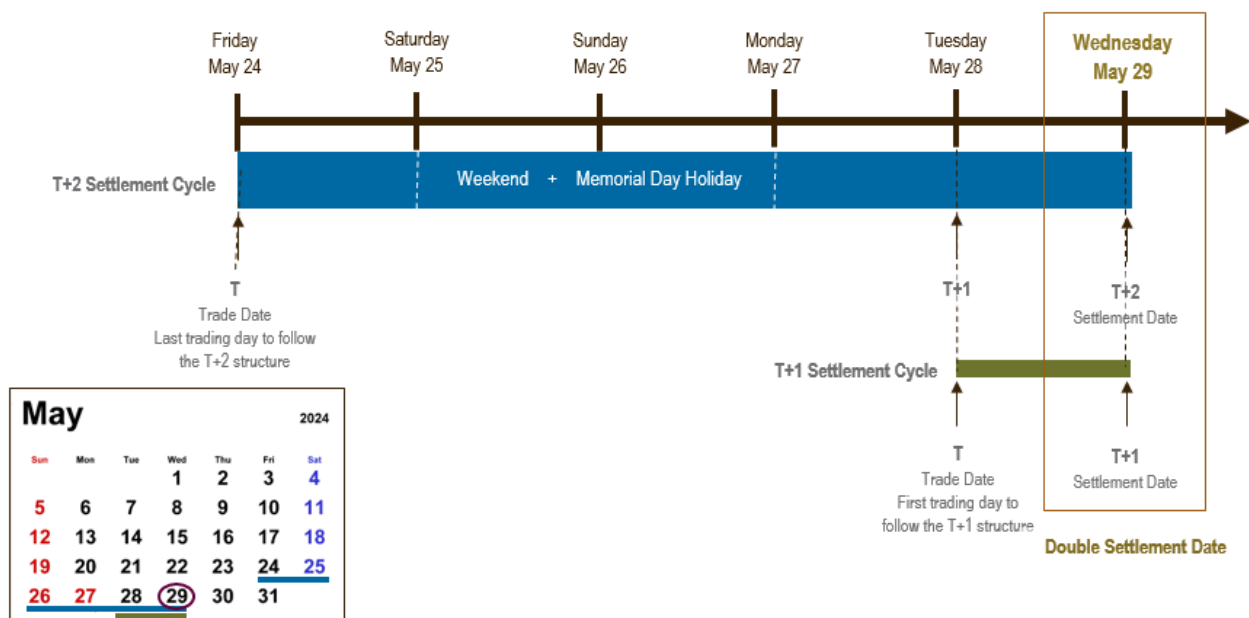 Friday
May 24
Saturday
May 25
Sunday
May 26
Monday
May 27
Tuesday
May 28
Wednesday
May 29
T+2 Settlement Cycle
Weekend + Memorial Day Holiday
T
Trade Date
Last trading day to follow
the T+2 structure
T+1
T+2
Settlement Date
T+1 Settlement Cycle
T
Trade Date
First trading day to
follow the T+1 structure
T+1
Settlement Date
Double Settlement Date
May 2024
Sun Mon Tue Wed Thu Fri Sat
1 2 3 4
5 6 7 8 9 10 11
12 13 14 15 16 17 18
19 20 21 22 23 24 25
26 27 28 29 30 31